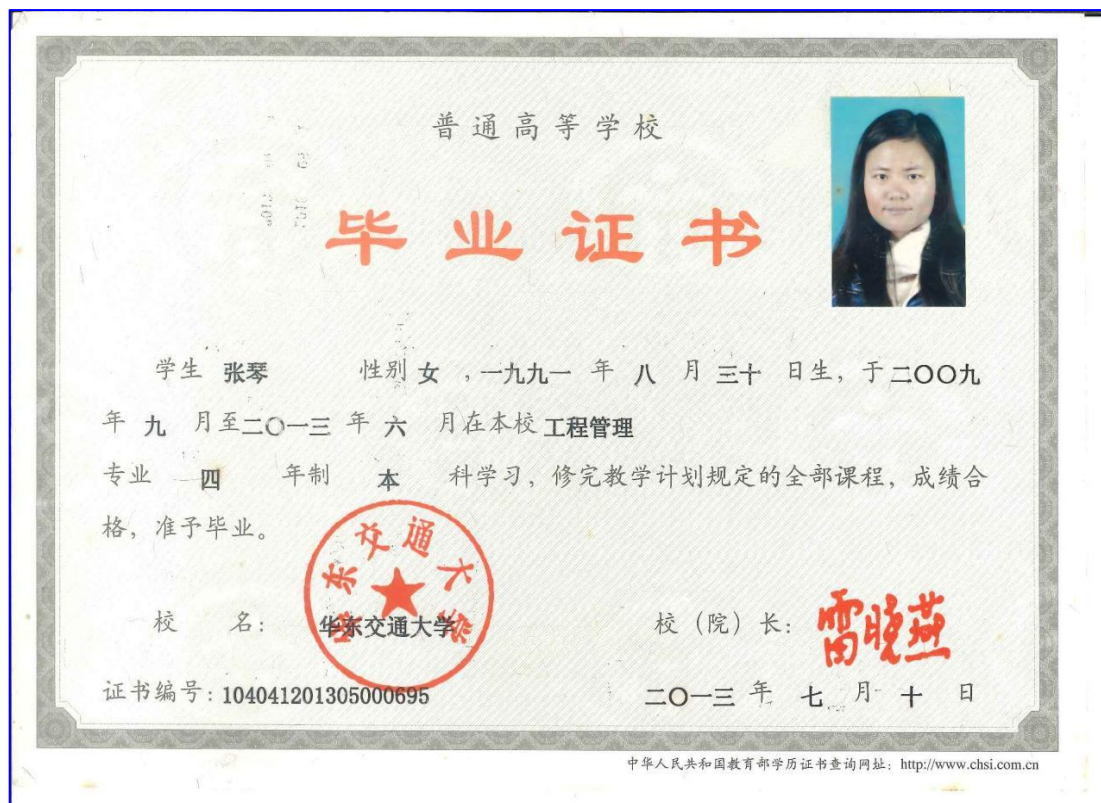 普通高等学校
毕业证书
学生 张琴 性别 女 ，一九九一 年 八 月 三十 日生，于二〇〇九
年 九 月至二〇一三 年 六 月在本校 工程管理
专业 四 年制 本 科学习，修完教学计划规定的全部课程，成绩合
格，准予毕业。
华东交通大学
校 名： 华东交通大学 校（院）长： 雷晓燕
证书编号：104041201305000695 二〇一三 年 七 月 十 日
中华人民共和国教育部学历证书查询网址：http://www.chsi.com.cn